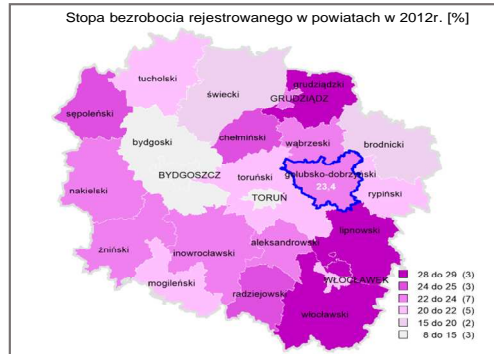 Stopa bezrobocia rejestrowanego w powiatach w 2012r. [%]
tucholski
świecki
grudziądzki
GRUDZIĄDZ
sępoleński
chełmiński
wąbrzeski
brodnicki
bydgoski
BYDGOSZCZ
toruński
golubsko-dobrzyński
23,4
TORUŃ
rypiński
nakielski
lipnowski
żniński
inowrocławski
aleksandrowski
WŁOCŁAWEK
mogileński
radziejowski
włocławski
28 do 29 (3)
24 do 25 (3)
22 do 24 (7)
20 do 22 (5)
15 do 20 (2)
8 do 15 (3)